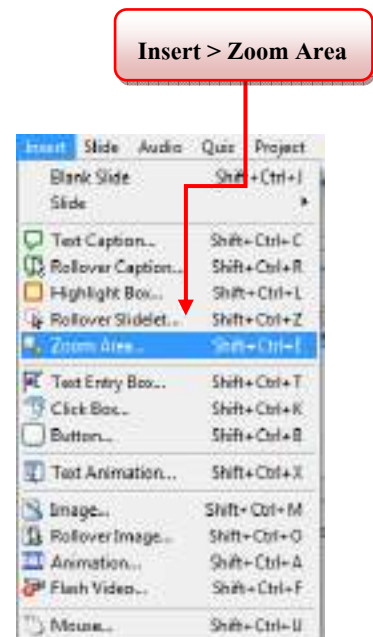 Insert > Zoom Area
Insert Slide Audio Quiz Project
Blank Slide Shift+Ctrl+J
Slide
Text Caption... Shift+Ctrl+C
Rollover Caption... Shift+Ctrl+R
Highlight Box... Shift+Ctrl+L
Rollover Slidelet... Shift+Ctrl+Z
Zoom Area... Shift+Ctrl+E
Text Entry Box... Shift+Ctrl+T
Click Box... Shift+Ctrl+K
Button... Shift+Ctrl+B
Text Animation... Shift+Ctrl+X
Image... Shift+Ctrl+M
Rollover Image... Shift+Ctrl+O
Animation... Shift+Ctrl+A
Flash Video... Shift+Ctrl+F
Mouse... Shift+Ctrl+U